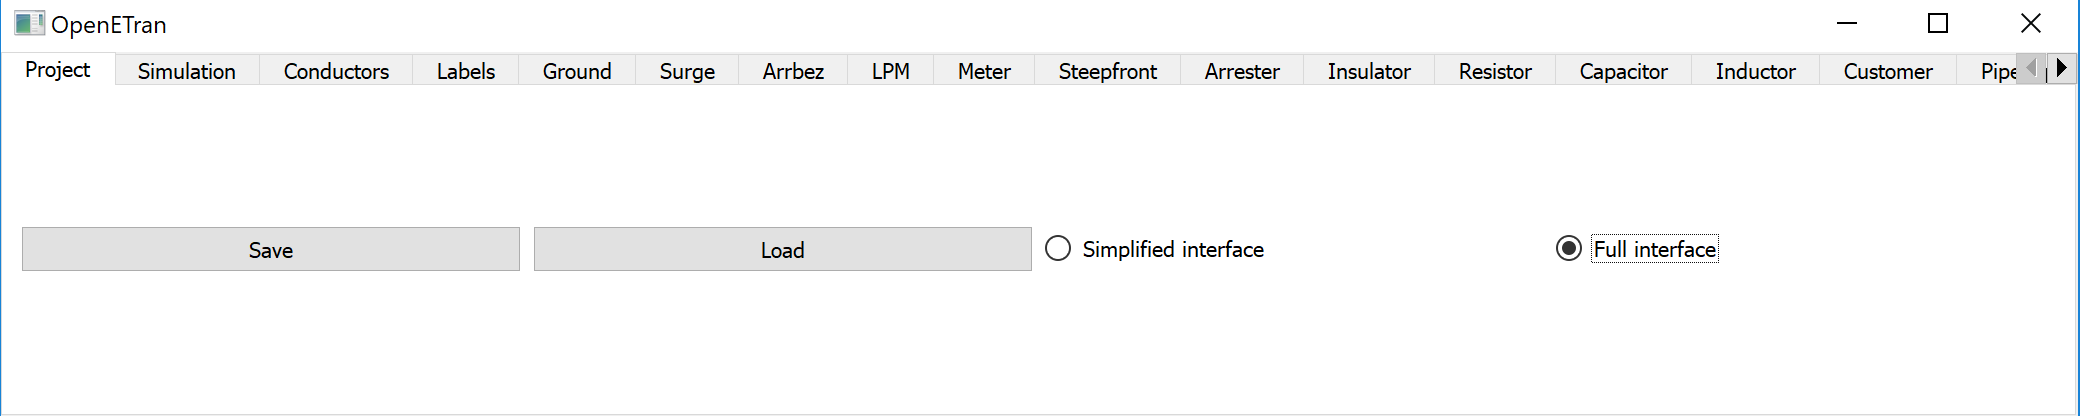 OpenETran
Project Simulation Conductors Labels Ground Surge Arrbez LPM Meter Steepfront Arrester Insulator Resistor Capacitor Inductor Customer
Save Load Simplified interface Full interface